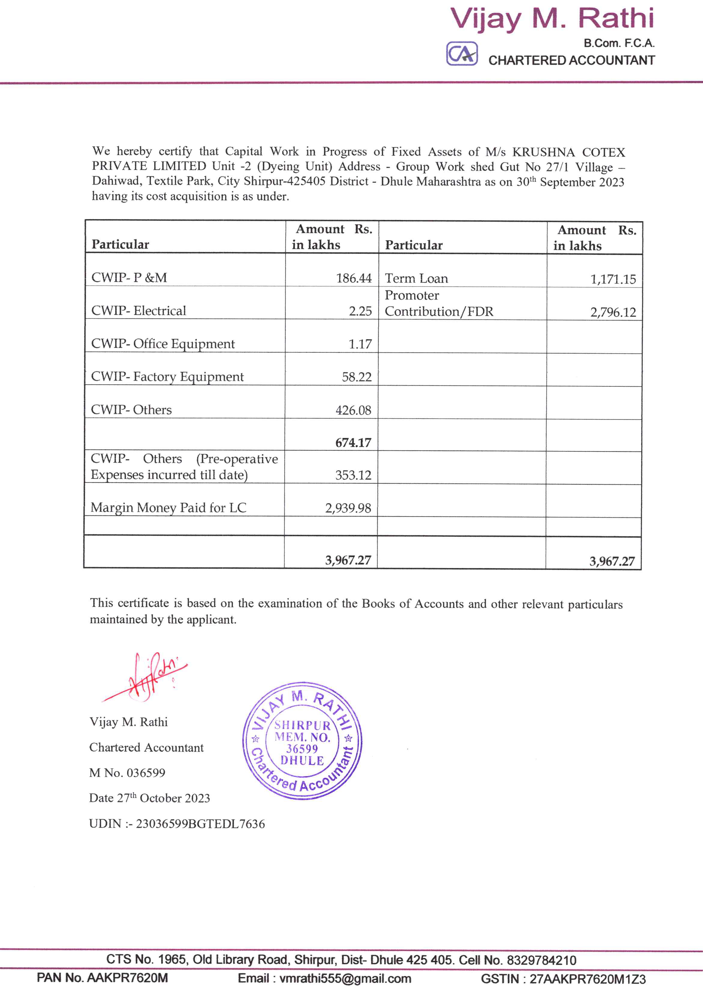 Vijay M. Rathi
B.Com. F.C.A.
CA CHARTERED ACCOUNTANT
We hereby certify that Capital Work in Progress of Fixed Assets of M/s KRUSHNA COTEX
PRIVATE LIMITED Unit -2 (Dyeing Unit) Address - Group Work shed Gut No 27/1 Village –
Dahiwad, Textile Park, City Shirpur-425405 District - Dhule Maharashtra as on 30th September 2023
having its cost acquisition is as under.
Particular Amount Rs. in lakhs Particular Amount Rs. in lakhs
CWIP- P &M 186.44 Term Loan 1,171.15
CWIP- Electrical 2.25 Promoter Contribution/FDR 2,796.12
CWIP- Office Equipment 1.17
CWIP- Factory Equipment 58.22
CWIP- Others 426.08
674.17
CWIP- Others (Pre-operative Expenses incurred till date) 353.12
Margin Money Paid for LC 2,939.98
3,967.27 3,967.27
This certificate is based on the examination of the Books of Accounts and other relevant particulars
maintained by the applicant.
Vijay M. Rathi
Chartered Accountant
M No. 036599
Date 27th October 2023
UDIN :- 23036599BGTEDL7636
VIJAY M. RATHI
SHIRPUR
MEM. NO.
36599
DHULE
Chartered Accountant
CTS No. 1965, Old Library Road, Shirpur, Dist- Dhule 425 405. Cell No. 8329784210
PAN No. AAKPR7620M Email : vmrathi555@gmail.com GSTIN : 27AAKPR7620M1Z3